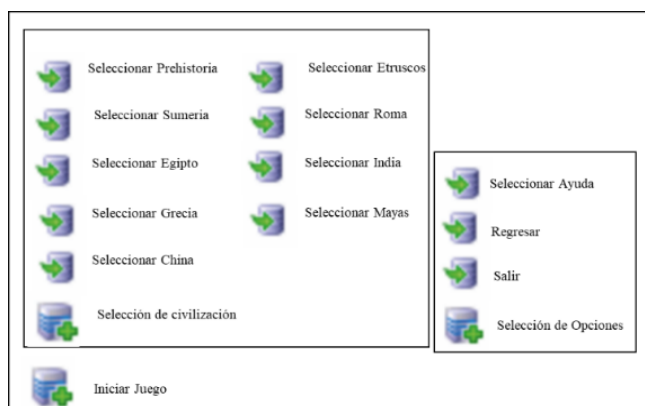 Seleccionar Prehistoria
Seleccionar Sumeria
Seleccionar Egipto
Seleccionar Grecia
Seleccionar China
Selección de civilización
Seleccionar Etruscos
Seleccionar Roma
Seleccionar India
Seleccionar Mayas
Seleccionar Ayuda
Regresar
Salir
Selección de Opciones
Iniciar Juego